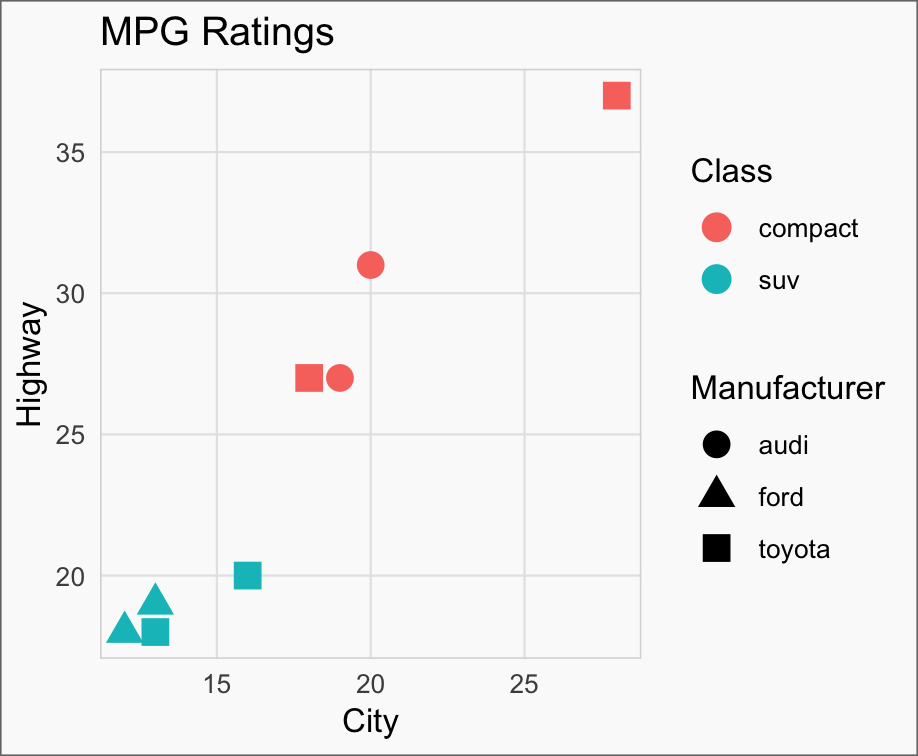 MPG Ratings
35
30
25
20
Highway
15 20 25
City
Class
compact
suv
Manufacturer
audi
ford
toyota